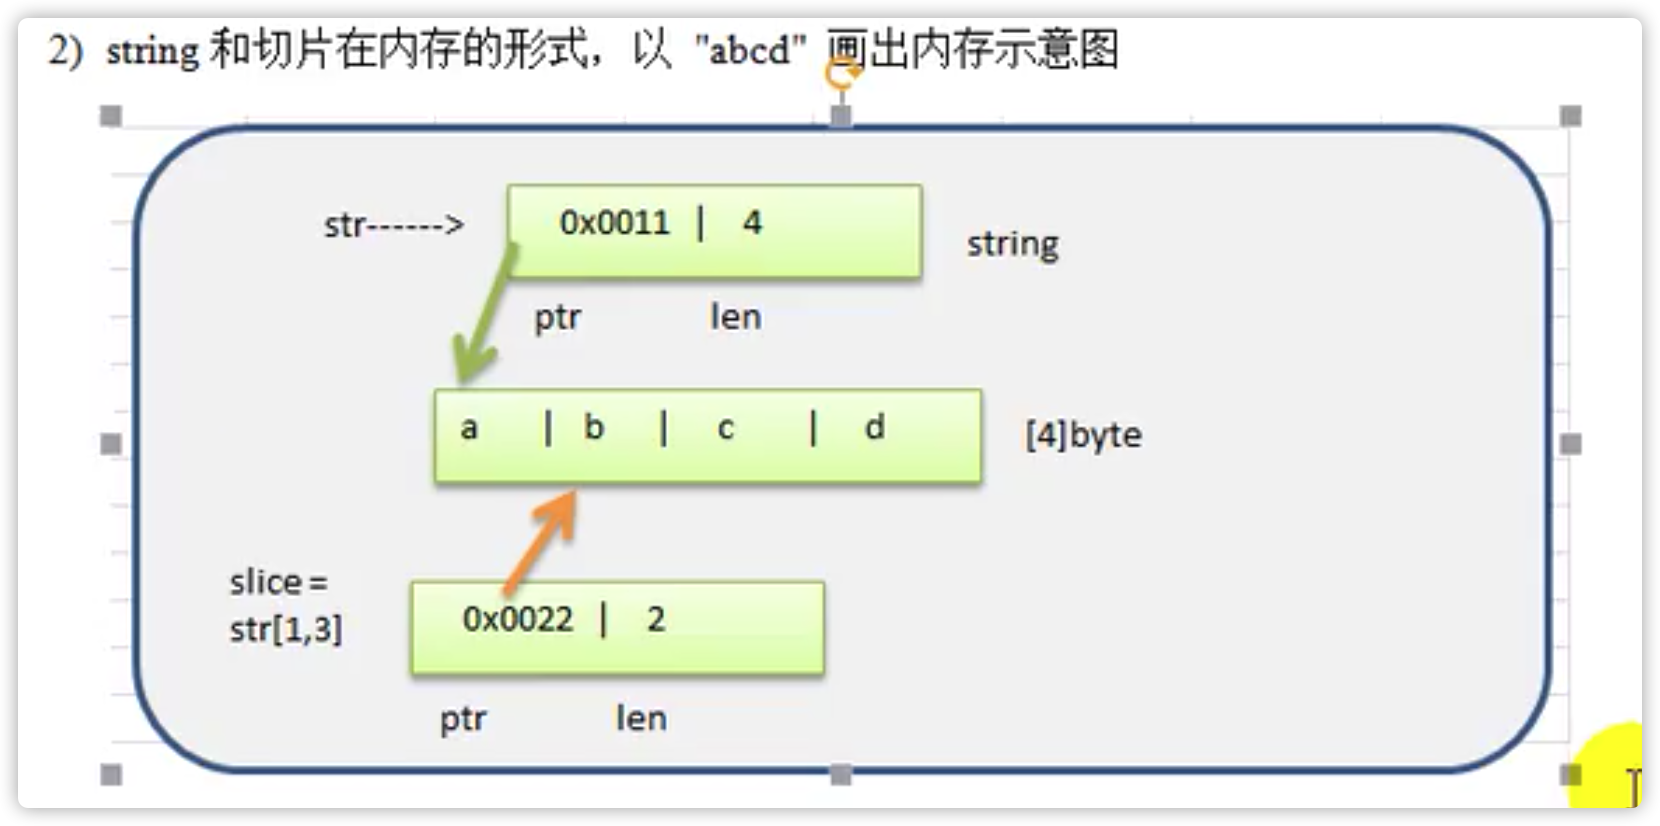 2) string 和切片在内存的形式，以 "abcd" 画出内存示意图
str------>
0x0011 | 4
string
ptr len
a | b | c | d
[4]byte
slice =
str[1,3]
0x0022 | 2
ptr len